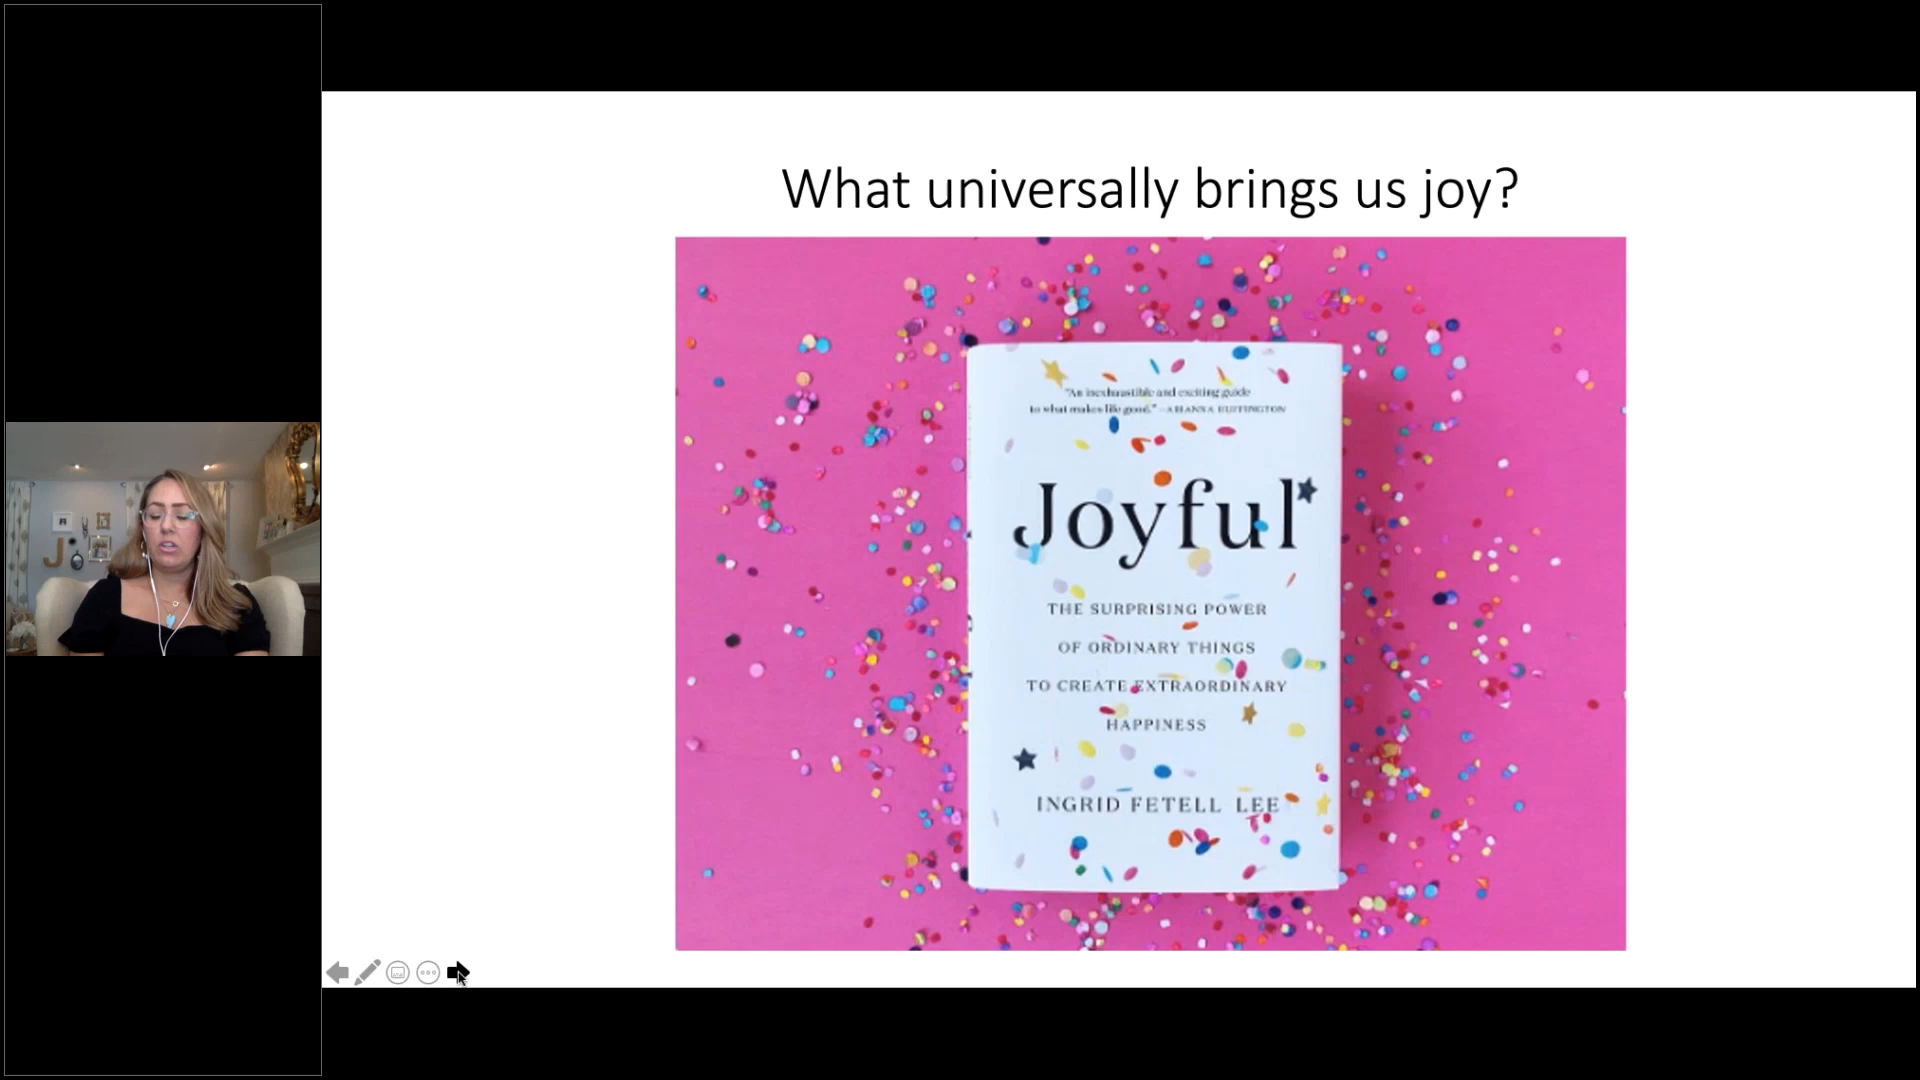 What universally brings us joy?
"An inexhaustible and exciting guide
to what makes life good." —ARIANNA HUFFINGTON
Joyful
THE SURPRISING POWER
OF ORDINARY THINGS
TO CREATE EXTRAORDINARY
HAPPINESS
INGRID FETELL LEE
J